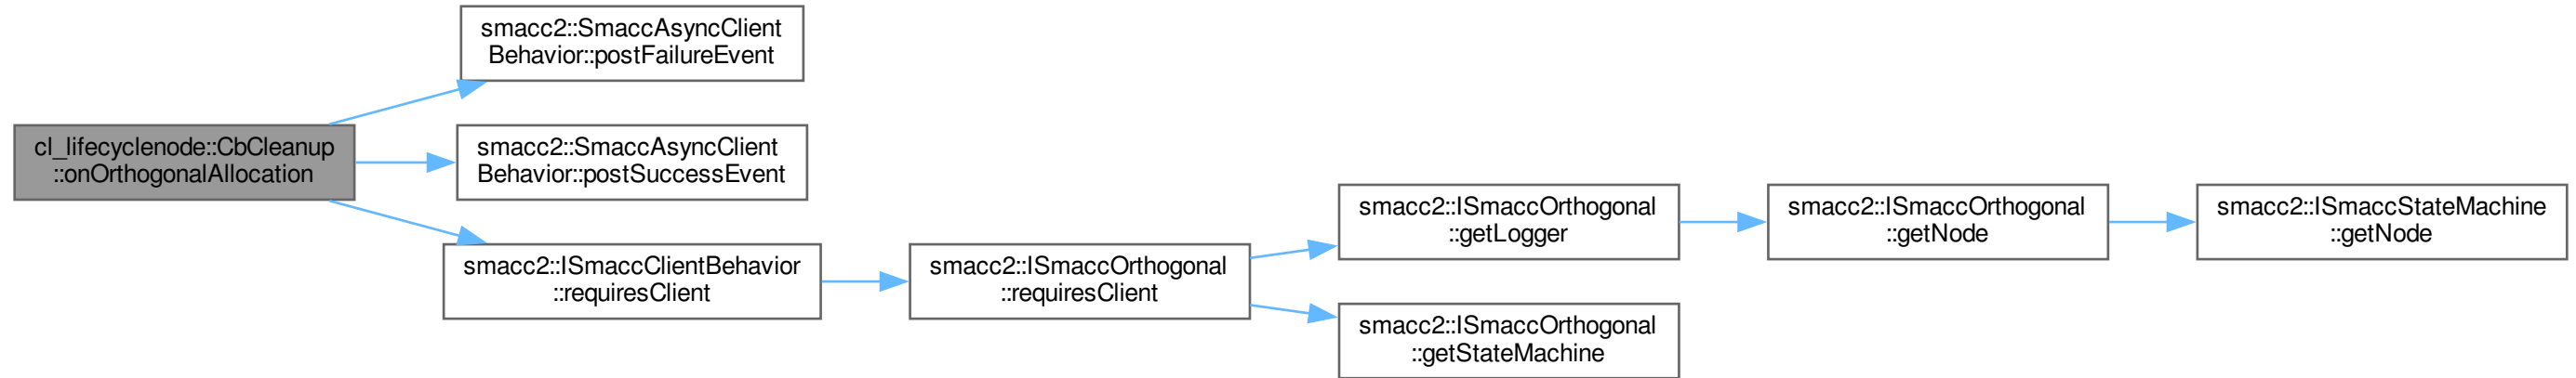 cl_lifecyclenode::CbCleanup
::onOrthogonalAllocation
smacc2::SmaccAsyncClient
Behavior::postFailureEvent
smacc2::SmaccAsyncClient
Behavior::postSuccessEvent
smacc2::ISmaccClientBehavior
::requiresClient
smacc2::ISmaccOrthogonal
::requiresClient
smacc2::ISmaccOrthogonal
::getLogger
smacc2::ISmaccOrthogonal
::getNode
smacc2::ISmaccStateMachine
::getNode
smacc2::ISmaccOrthogonal
::getStateMachine